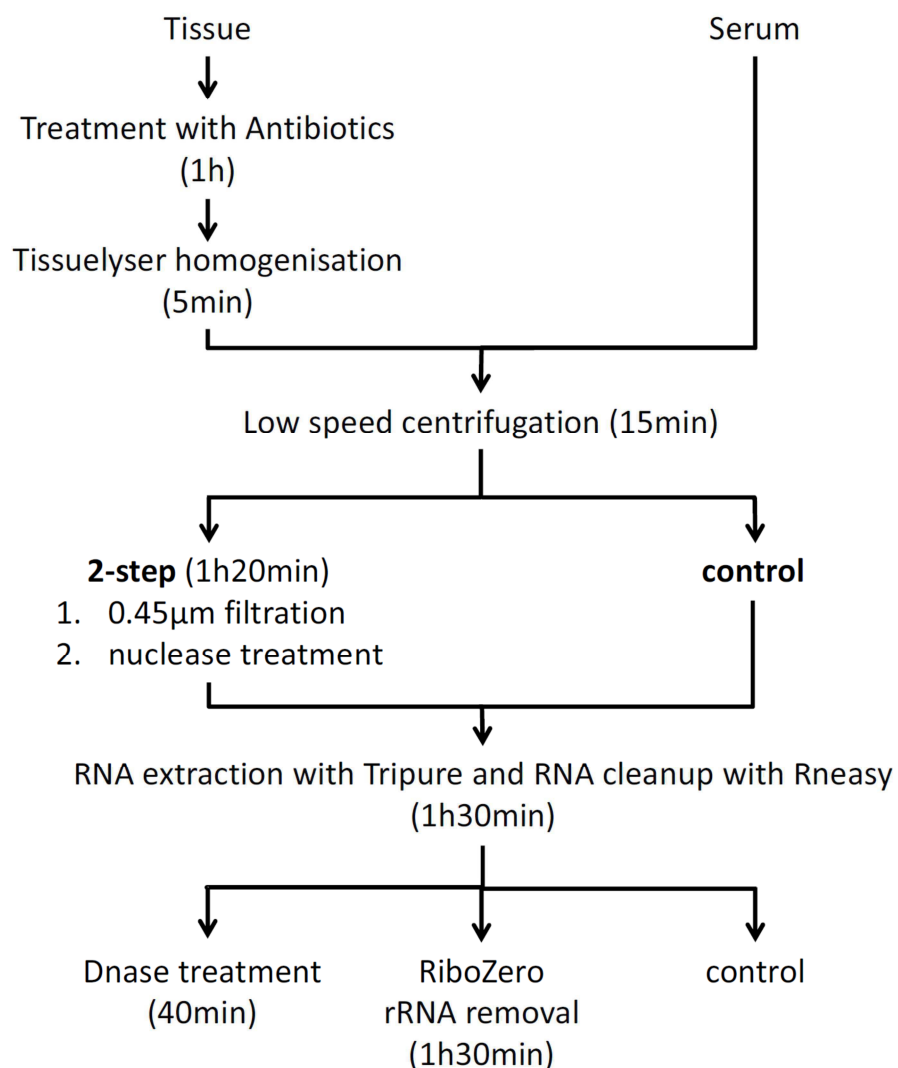 Tissue
Serum
Treatment with Antibiotics
(1h)
Tissuelyser homogenisation
(5min)
Low speed centrifugation (15min)
2-step (1h20min)
1. 0.45µm filtration
2. nuclease treatment
control
RNA extraction with Tripure and RNA cleanup with Rneasy
(1h30min)
Dnase treatment
(40min)
RiboZero
rRNA removal
(1h30min)
control